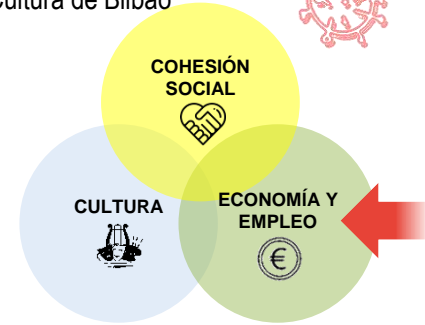 Cultura de Bilbao
COHESIÓN
SOCIAL
CULTURA
ECONOMÍA Y
EMPLEO
€